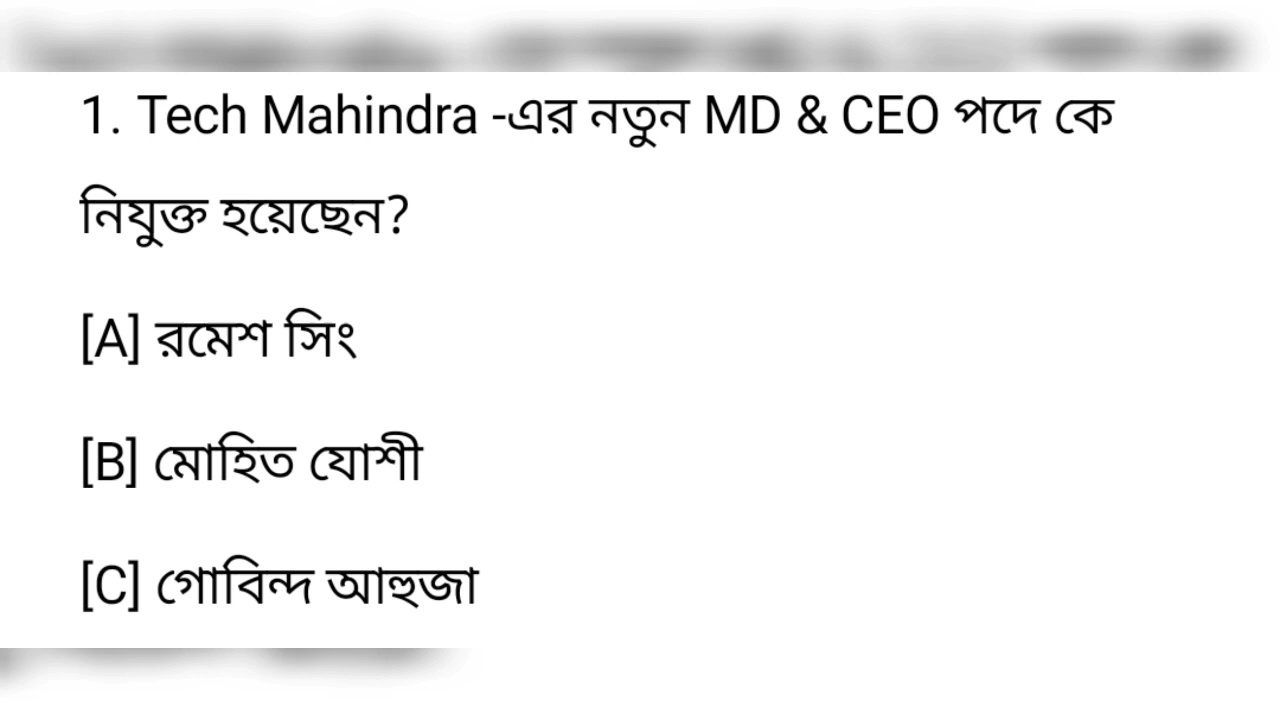 1. Tech Mahindra -এর নতুন MD & CEO পদে কে
নিযুক্ত হয়েছেন?
[A] রমেশ সিং
[B] মোহিত যোশী
[C] গোবিন্দ আহুজা